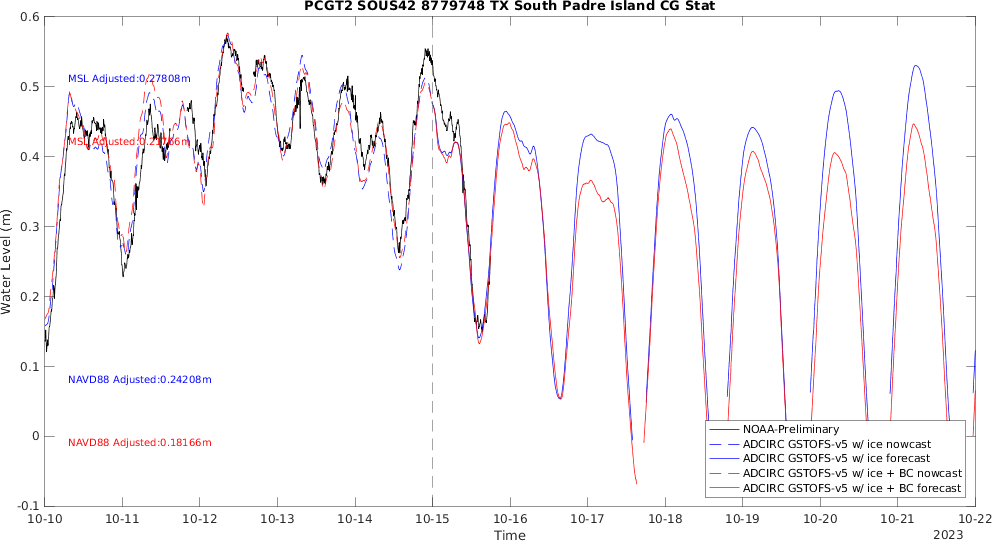 PCGT2 SOUS42 8779748 TX South Padre Island CG Stat
Water Level (m)
0.6
0.5
0.4
0.3
0.2
0.1
0
-0.1
MSL Adjusted:0.27808m
MSL Adjusted:0.21766m
NAVD88 Adjusted:0.24208m
NAVD88 Adjusted:0.18166m
NOAA-Preliminary
ADCIRC GSTOFS-v5 w/ ice nowcast
ADCIRC GSTOFS-v5 w/ ice forecast
ADCIRC GSTOFS-v5 w/ ice + BC nowcast
ADCIRC GSTOFS-v5 w/ ice + BC forecast
10-10 10-11 10-12 10-13 10-14 10-15 10-16 10-17 10-18 10-19 10-20 10-21 10-22
Time
2023